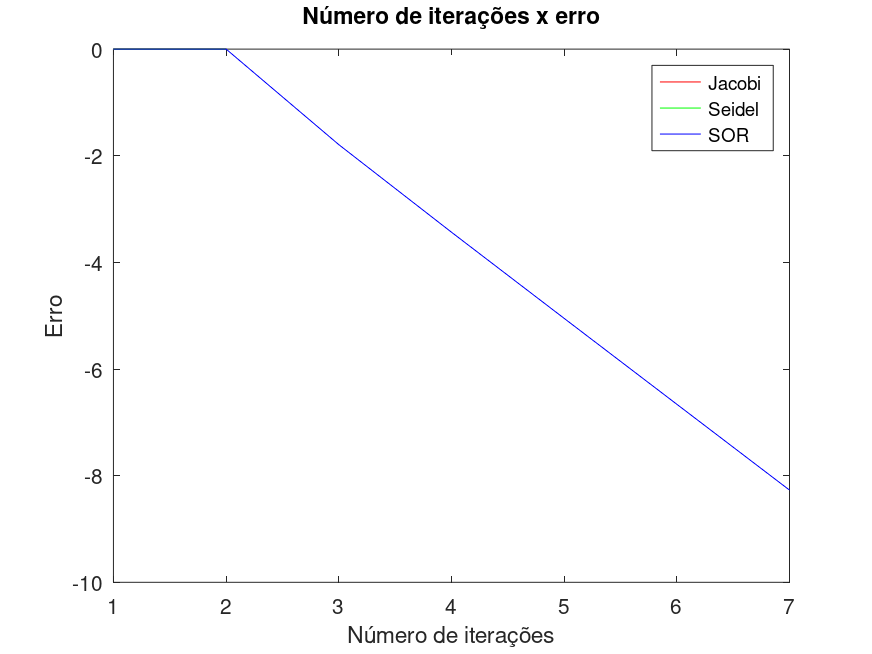 Número de iterações x erro
0
-2
-4
-6
-8
-10
Erro
Jacobi
Seidel
SOR
1 2 3 4 5 6 7
Número de iterações